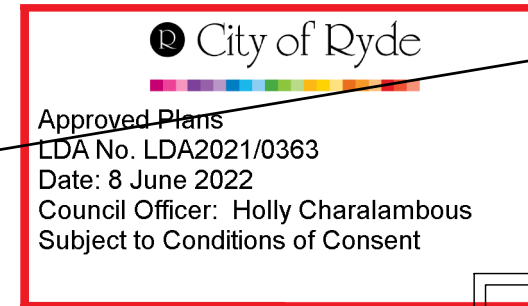 R City of Ryde
Approved Plans
LDA No. LDA2021/0363
Date: 8 June 2022
Council Officer: Holly Charalambous
Subject to Conditions of Consent